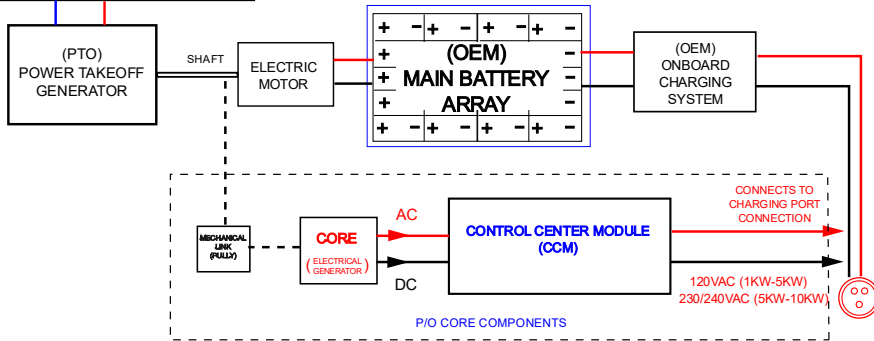 (PTO)
POWER TAKEOFF
GENERATOR
SHAFT
ELECTRIC
MOTOR
+ - + - + - + -
+ (OEM) -
+ MAIN BATTERY -
+ ARRAY -
+ - + - + - + -
(OEM)
ONBOARD
CHARGING
SYSTEM
MECHANICAL
LINK
(PULLY)
CORE
(ELECTRICAL
GENERATOR)
AC
DC
CONTROL CENTER MODULE
(CCM)
CONNECTS TO
CHARGING PORT
CONNECTION
120VAC (1KW-5KW)
230/240VAC (5KW-10KW)
P/O CORE COMPONENTS